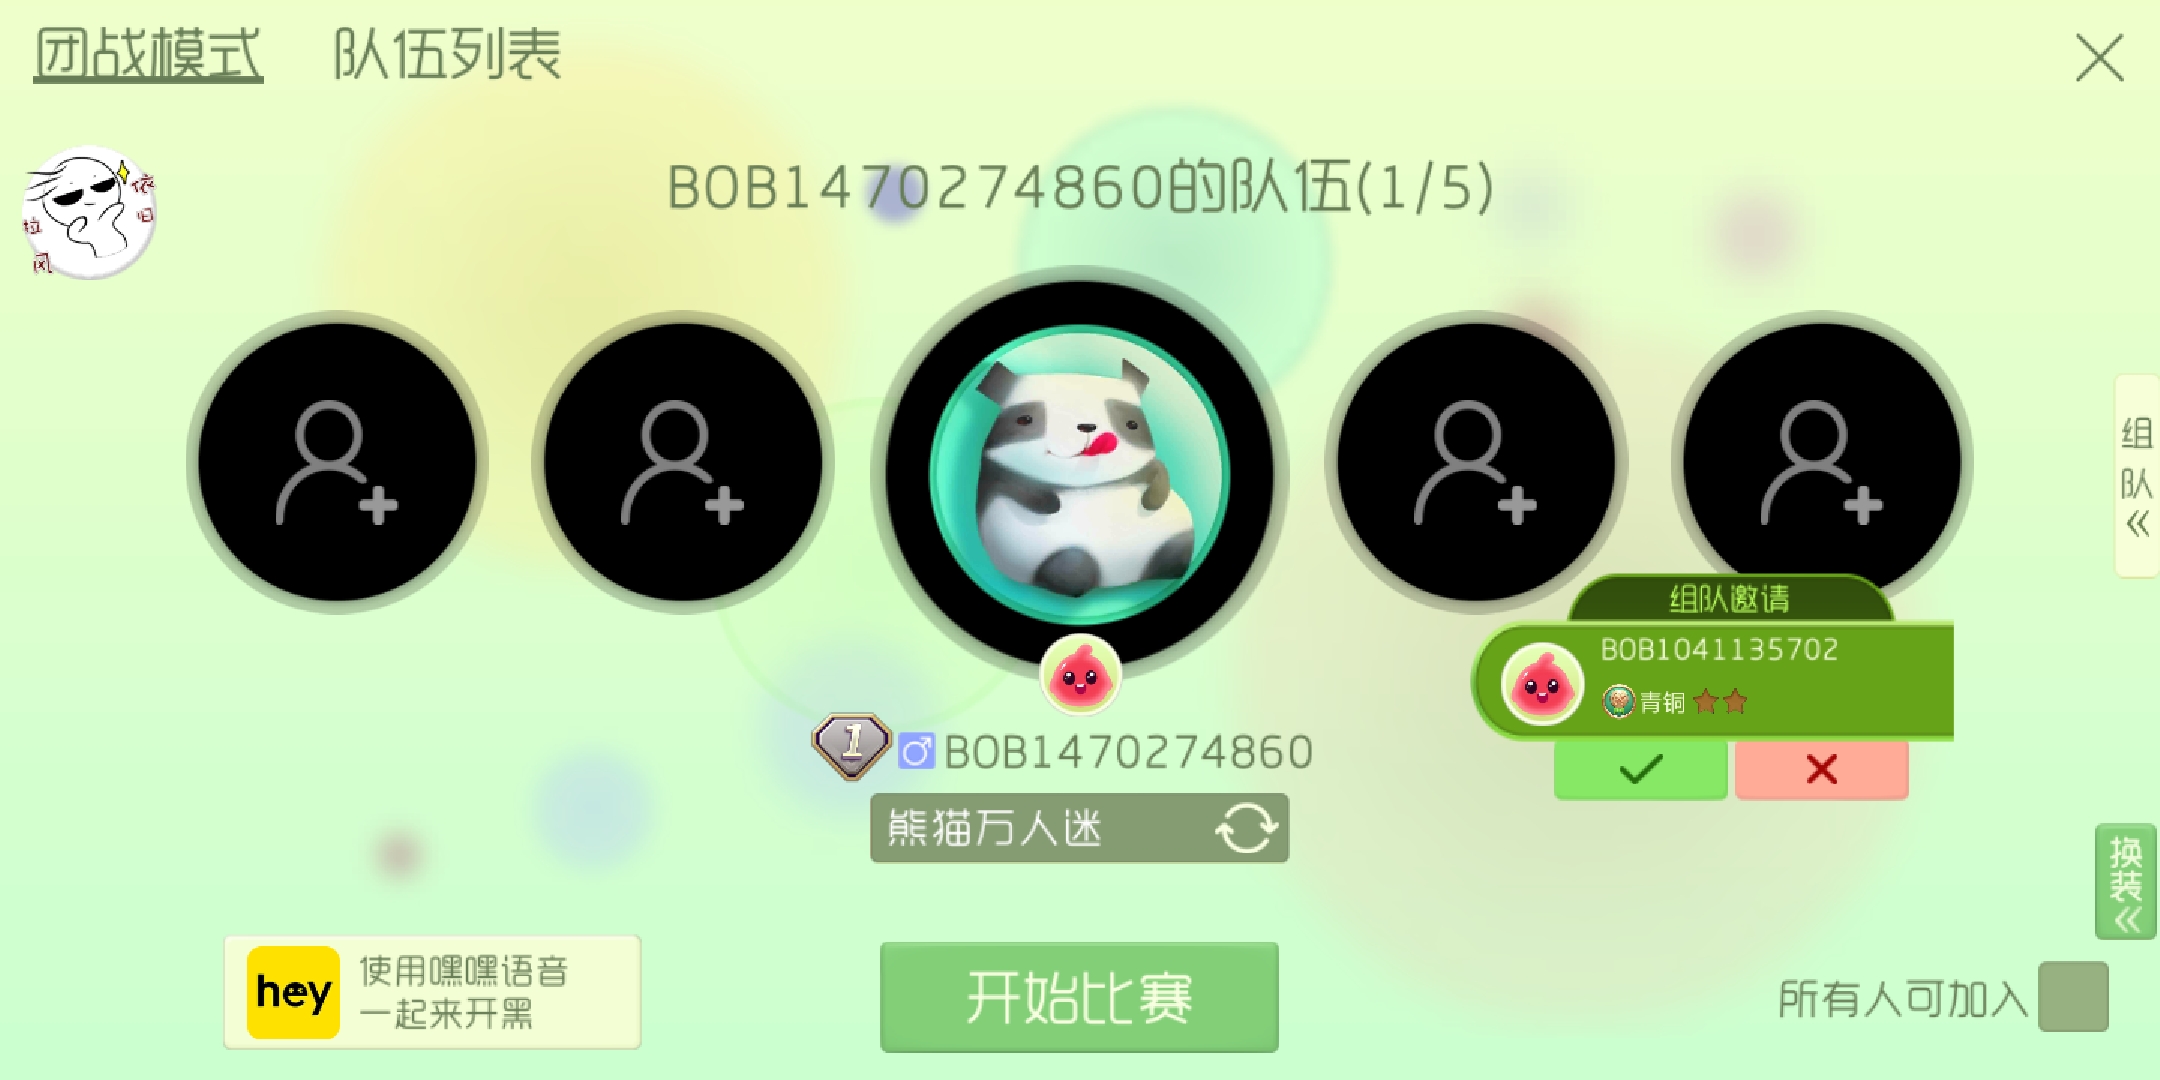 团战模式 队伍列表
依旧
拉风
BOB1470274860的队伍(1/5)
组队
组队邀请
BOB1041135702
青铜
1
BOB1470274860
熊猫万人迷
换装
hey
使用嘿嘿语音
一起来开黑
开始比赛
所有人可加入